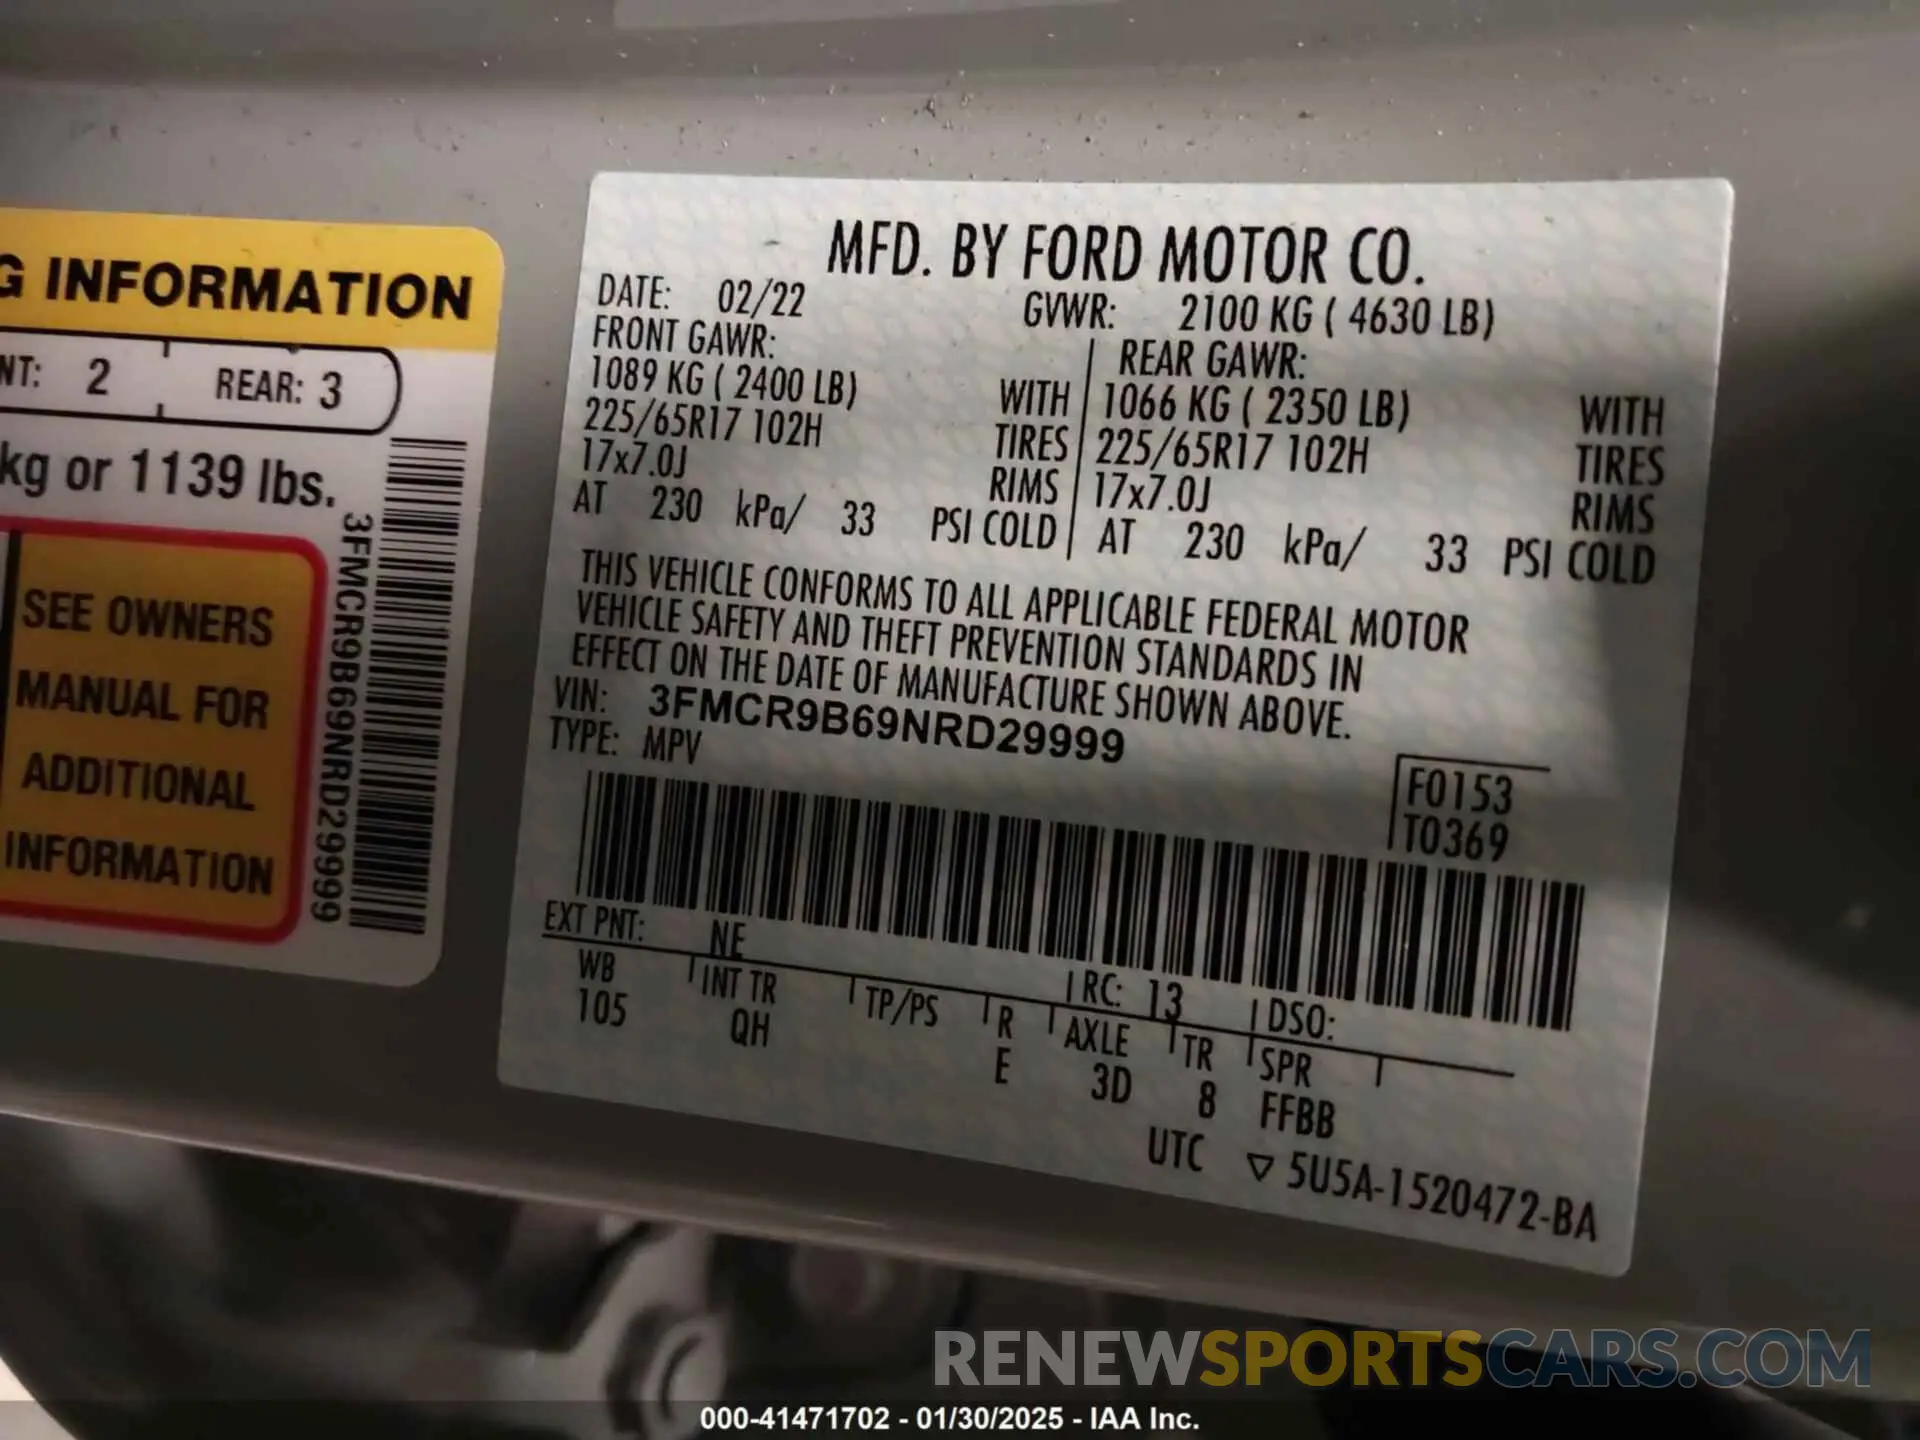 G INFORMATION
NT: 2 REAR: 3
kg or 1139 lbs.
SEE OWNERS
MANUAL FOR
ADDITIONAL
INFORMATION
3FMCR9B69NRD29999
MFD. BY FORD MOTOR CO.
DATE: 02/22 GVWR: 2100 KG ( 4630 LB)
FRONT GAWR: REAR GAWR:
1089 KG ( 2400 LB) WITH 1066 KG ( 2350 LB) WITH
225/65R17 102H TIRES 225/65R17 102H TIRES
17x7.0J RIMS 17x7.0J RIMS
AT 230 kPa/ 33 PSI COLD AT 230 kPa/ 33 PSI COLD
THIS VEHICLE CONFORMS TO ALL APPLICABLE FEDERAL MOTOR
VEHICLE SAFETY AND THEFT PREVENTION STANDARDS IN
EFFECT ON THE DATE OF MANUFACTURE SHOWN ABOVE.
VIN: 3FMCR9B69NRD29999
TYPE: MPV
F0153
T0369
EXT PNT: NE RC: 13 DSO:
WB INT TR TP/PS R AXLE TR SPR
105 QH E 3D 8 FFBB
UTC ▽ 5U5A-1520472-BA
RENEWSPORTSCARS.COM
000-41471702 - 01/30/2025 - IAA Inc.